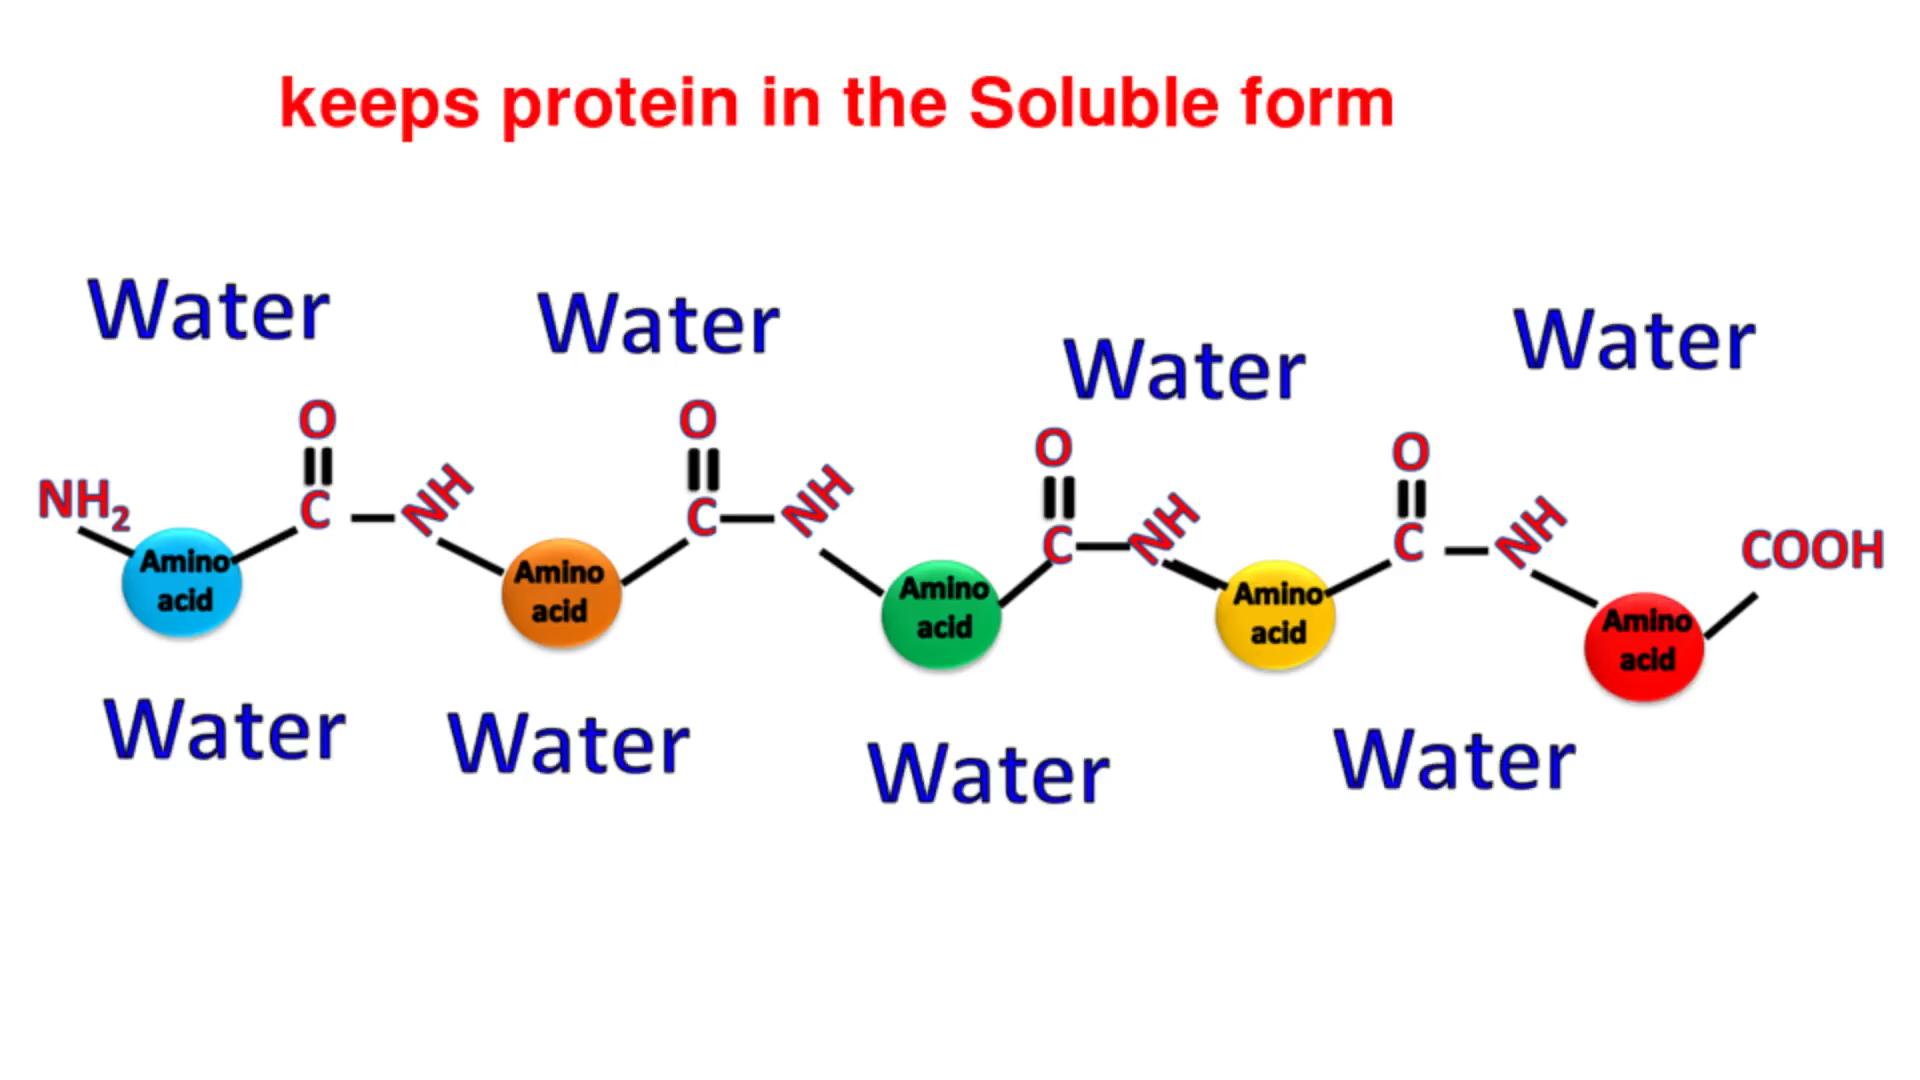 keeps protein in the Soluble form
Water
Water
Water
Water
O
O
O
O
NH₂
C
NH
C
NH
C
NH
C
NH
COOH
Amino
acid
Amino
acid
Amino
acid
Amino
acid
Amino
acid
Water
Water
Water
Water